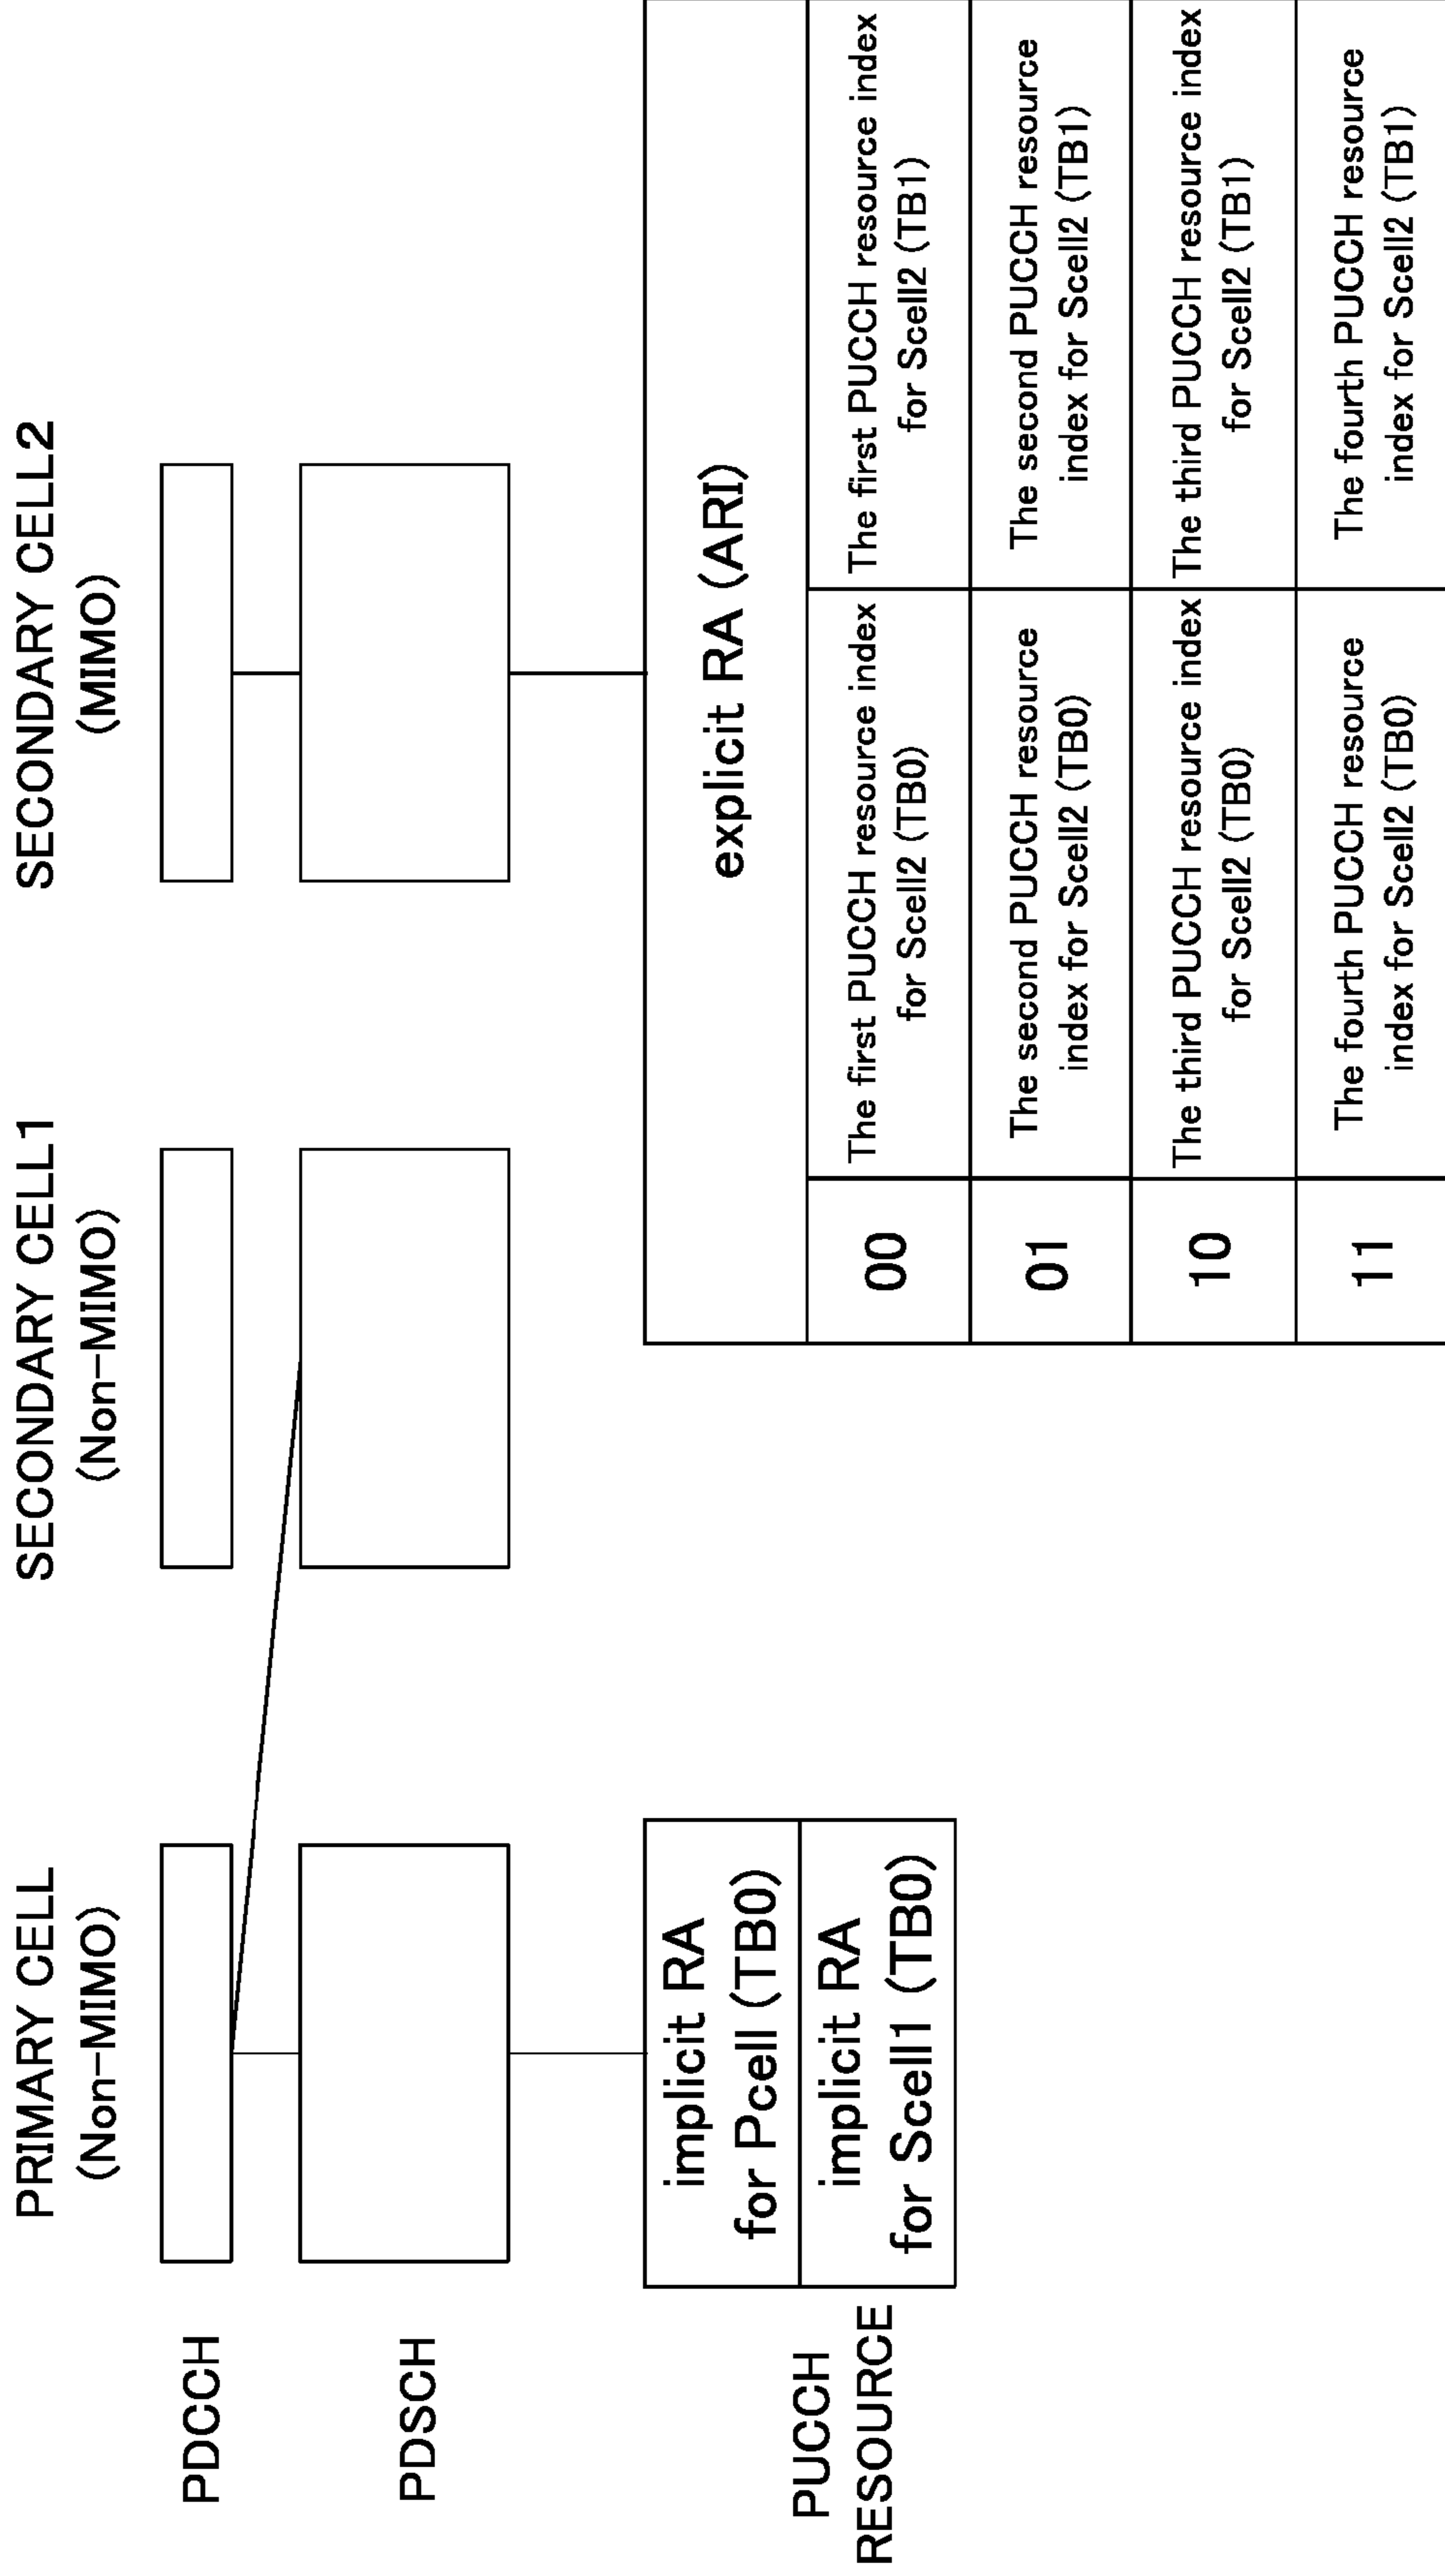 PRIMARY CELL
(Non-MIMO)
SECONDARY CELL1
(Non-MIMO)
SECONDARY CELL2
(MIMO)
PDCCH
PDSCH
PUCCH
RESOURCE
implicit RA
for Pcell (TB0)
implicit RA
for Scell1 (TB0)
explicit RA (ARI)
00
The first PUCCH resource index
for Scell2 (TB0)
The first PUCCH resource index
for Scell2 (TB1)
01
The second PUCCH resource
index for Scell2 (TB0)
The second PUCCH resource
index for Scell2 (TB1)
10
The third PUCCH resource index
for Scell2 (TB0)
The third PUCCH resource index
for Scell2 (TB1)
11
The fourth PUCCH resource
index for Scell2 (TB0)
The fourth PUCCH resource
index for Scell2 (TB1)